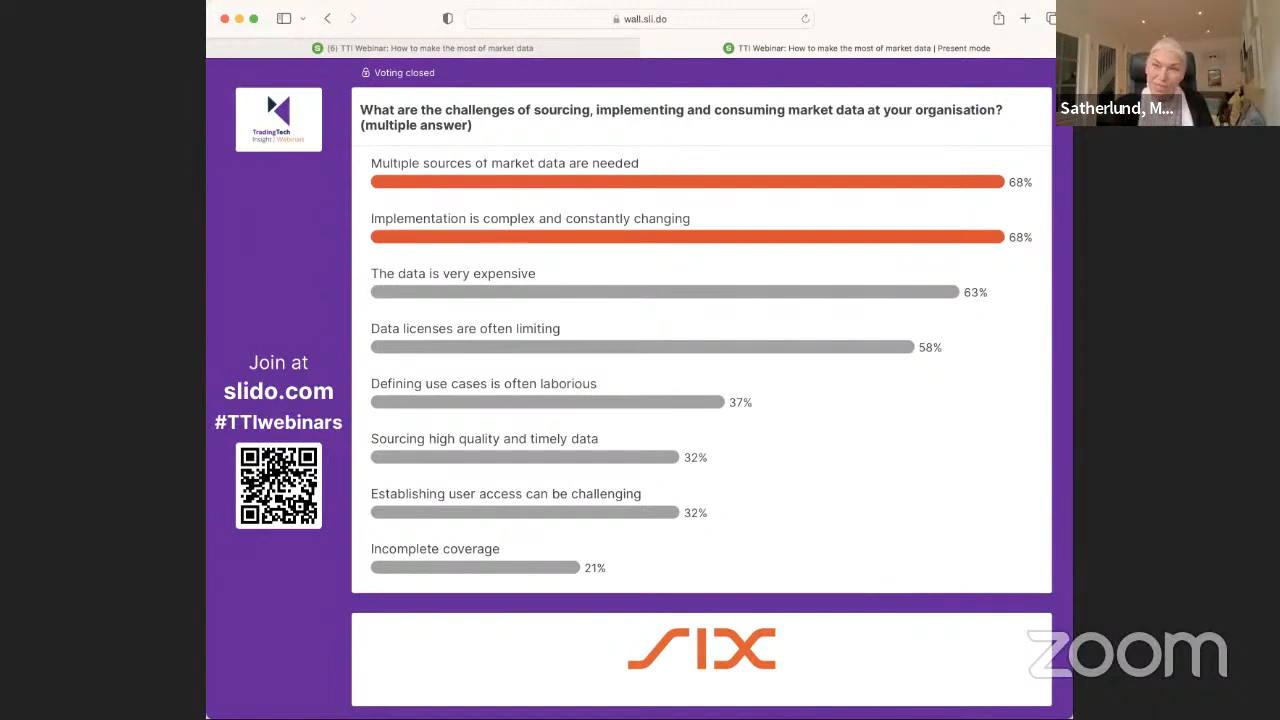 wall.sli.do
(6) TTI Webinar: How to make the most of market data
TTI Webinar: How to make the most of market data | Present mode
Voting closed
TradingTech
Insight | Webinars
What are the challenges of sourcing, implementing and consuming market data at your organisation?
(multiple answer)
Multiple sources of market data are needed
68%
Implementation is complex and constantly changing
68%
The data is very expensive
63%
Data licenses are often limiting
58%
Defining use cases is often laborious
37%
Sourcing high quality and timely data
32%
Establishing user access can be challenging
32%
Incomplete coverage
21%
Join at
slido.com
#TTIwebinars
SIX
Satherlund, M...
zoom